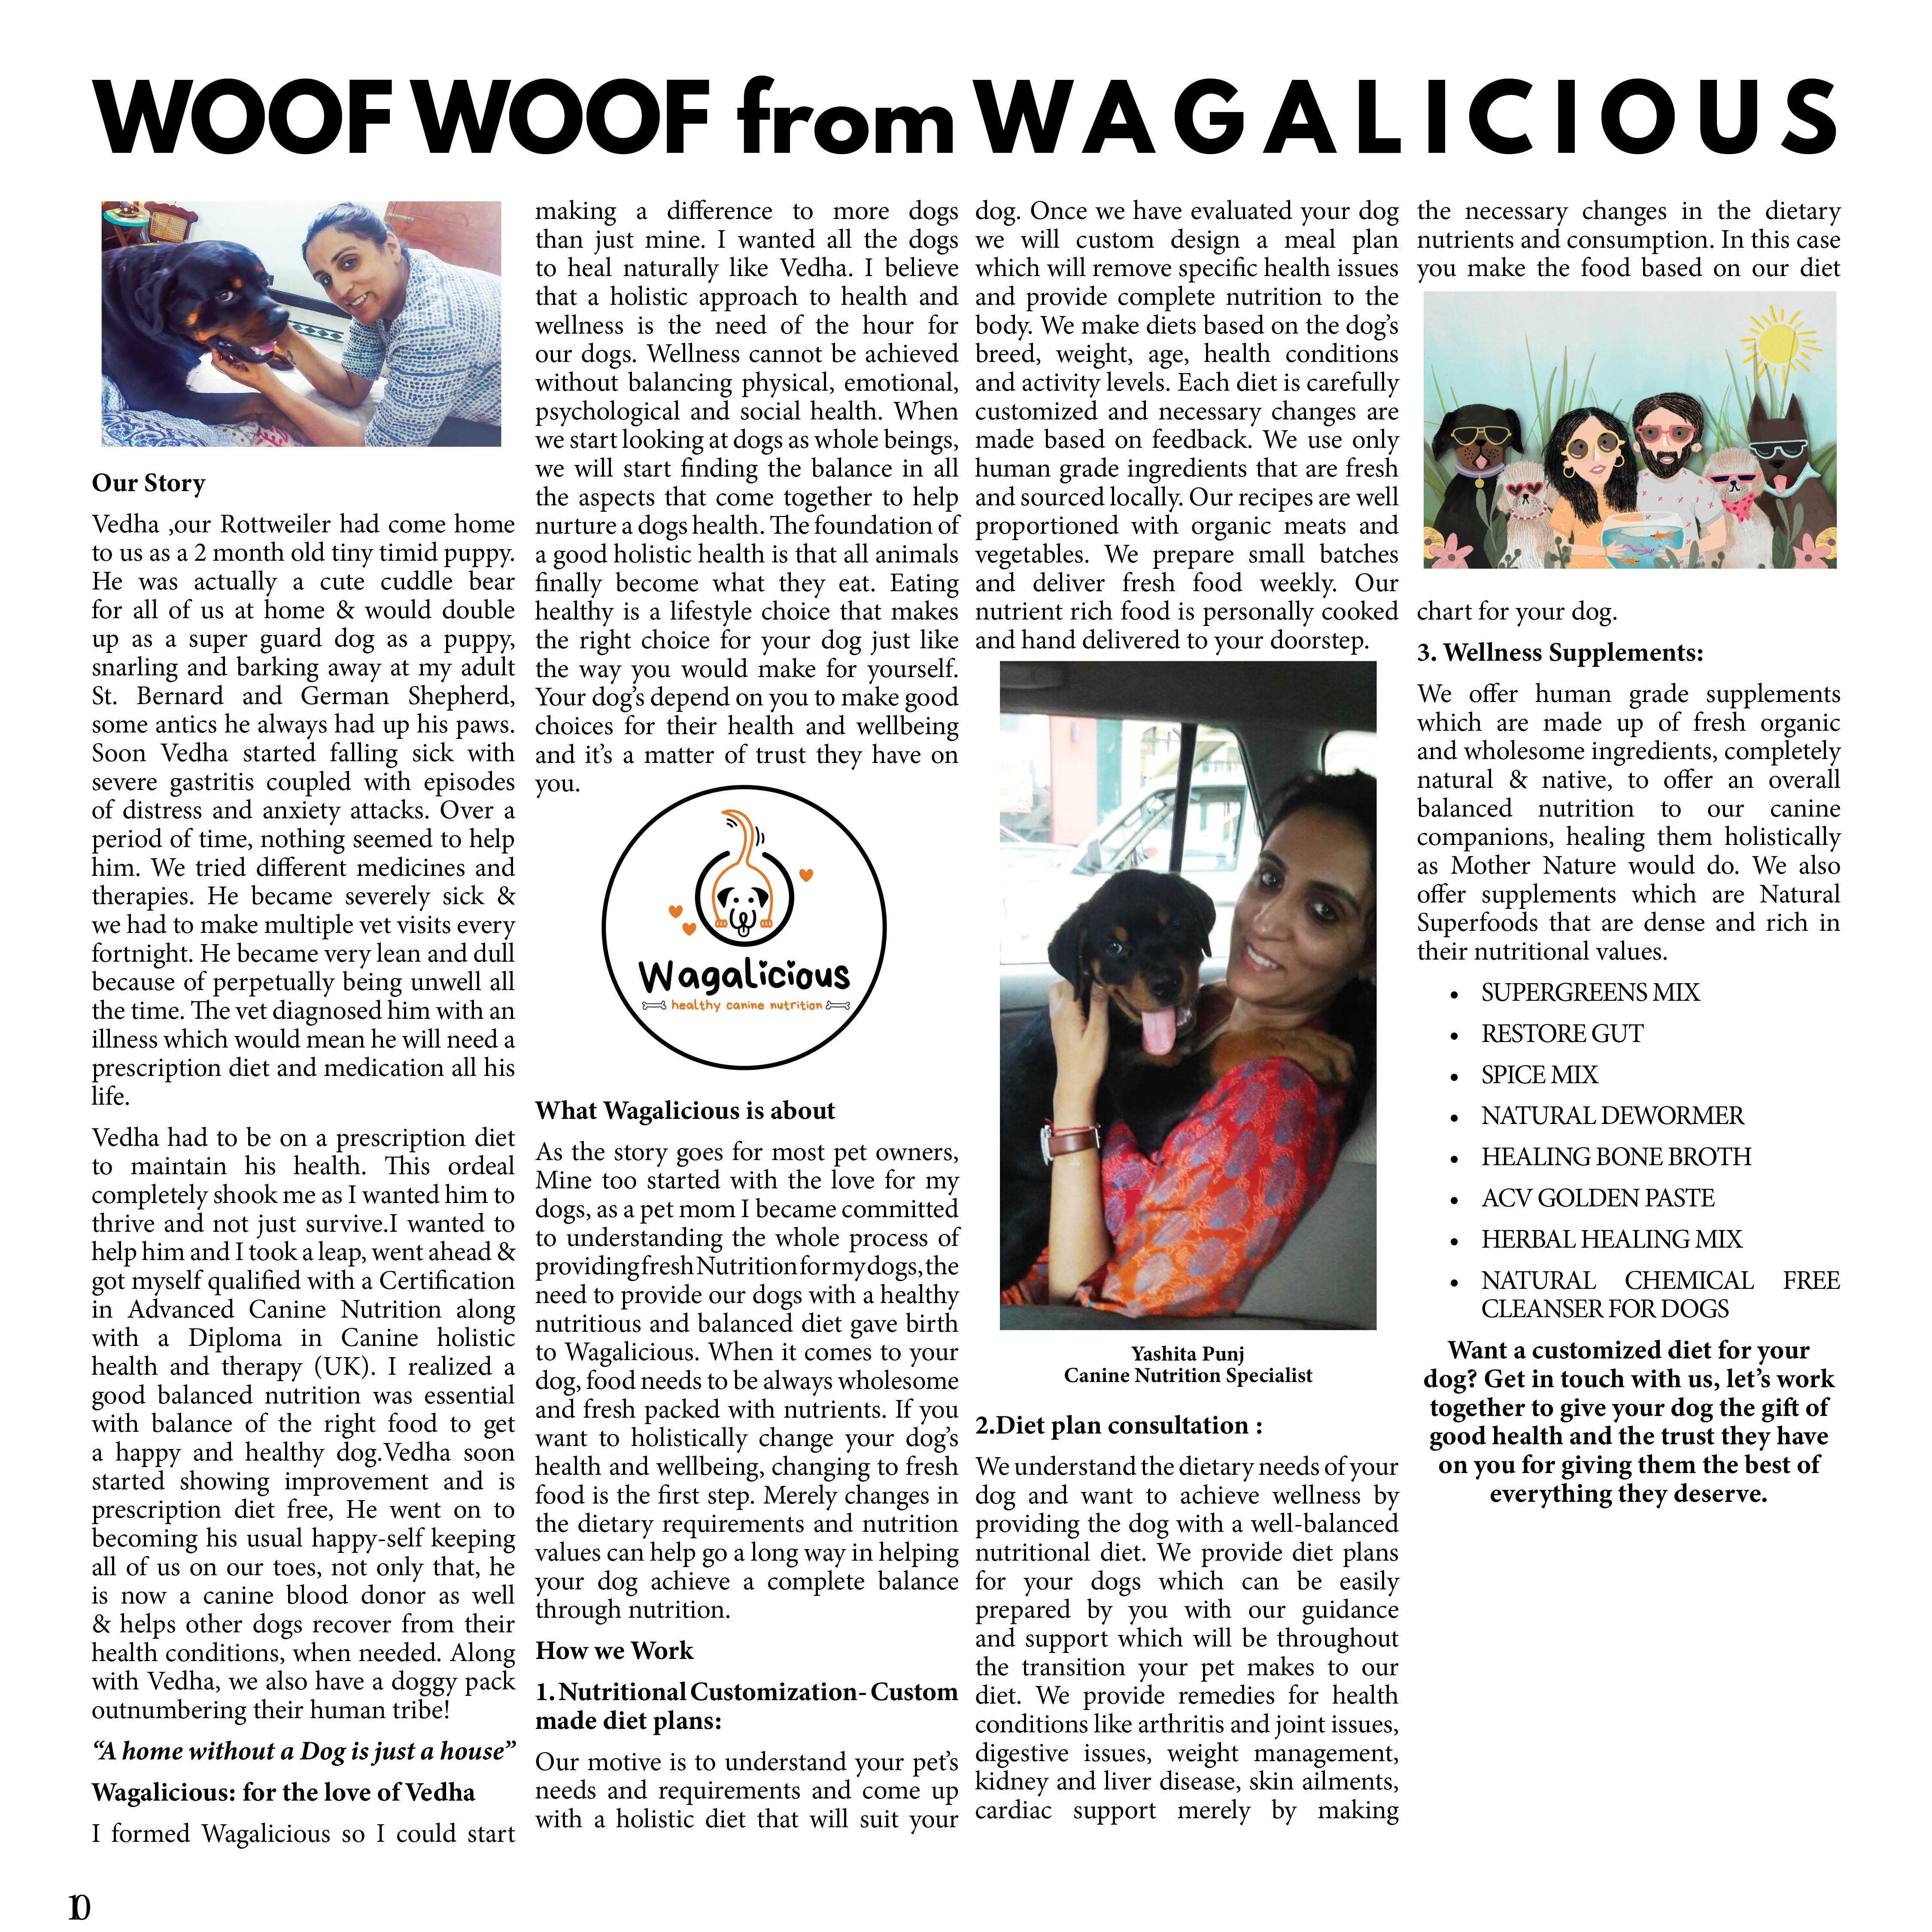 WOOF WOOF from WAGALICIOUS
Our Story
Vedha ,our Rottweiler had come home
to us as a 2 month old tiny timid puppy.
He was actually a cute cuddle bear
for all of us at home & would double
up as a super guard dog as a puppy,
snarling and barking away at my adult
St. Bernard and German Shepherd,
some antics he always had up his paws.
Soon Vedha started falling sick with
severe gastritis coupled with episodes
of distress and anxiety attacks. Over a
period of time, nothing seemed to help
him. We tried different medicines and
therapies. He became severely sick &
we had to make multiple vet visits every
fortnight. He became very lean and dull
because of perpetually being unwell all
the time. The vet diagnosed him with an
illness which would mean he will need a
prescription diet and medication all his
life.
Vedha had to be on a prescription diet
to maintain his health. This ordeal
completely shook me as I wanted him to
thrive and not just survive.I wanted to
help him and I took a leap, went ahead &
got myself qualified with a Certification
in Advanced Canine Nutrition along
with a Diploma in Canine holistic
health and therapy (UK). I realized a
good balanced nutrition was essential
with balance of the right food to get
a happy and healthy dog.Vedha soon
started showing improvement and is
prescription diet free, He went on to
becoming his usual happy-self keeping
all of us on our toes, not only that, he
is now a canine blood donor as well
& helps other dogs recover from their
health conditions, when needed. Along
with Vedha, we also have a doggy pack
outnumbering their human tribe!
“A home without a Dog is just a house”
Wagalicious: for the love of Vedha
I formed Wagalicious so I could start
making a difference to more dogs
than just mine. I wanted all the dogs
to heal naturally like Vedha. I believe
that a holistic approach to health and
wellness is the need of the hour for
our dogs. Wellness cannot be achieved
without balancing physical, emotional,
psychological and social health. When
we start looking at dogs as whole beings,
we will start finding the balance in all
the aspects that come together to help
nurture a dogs health. The foundation of
a good holistic health is that all animals
finally become what they eat. Eating
healthy is a lifestyle choice that makes
the right choice for your dog just like
the way you would make for yourself.
Your dog’s depend on you to make good
choices for their health and wellbeing
and it’s a matter of trust they have on
you.
Wagalicious
healthy canine nutrition
What Wagalicious is about
As the story goes for most pet owners,
Mine too started with the love for my
dogs, as a pet mom I became committed
to understanding the whole process of
providing fresh Nutrition for my dogs, the
need to provide our dogs with a healthy
nutritious and balanced diet gave birth
to Wagalicious. When it comes to your
dog, food needs to be always wholesome
and fresh packed with nutrients. If you
want to holistically change your dog’s
health and wellbeing, changing to fresh
food is the first step. Merely changes in
the dietary requirements and nutrition
values can help go a long way in helping
your dog achieve a complete balance
through nutrition.
How we Work
1. Nutritional Customization- Custom
made diet plans:
Our motive is to understand your pet’s
needs and requirements and come up
with a holistic diet that will suit your
dog. Once we have evaluated your dog
we will custom design a meal plan
which will remove specific health issues
and provide complete nutrition to the
body. We make diets based on the dog’s
breed, weight, age, health conditions
and activity levels. Each diet is carefully
customized and necessary changes are
made based on feedback. We use only
human grade ingredients that are fresh
and sourced locally. Our recipes are well
proportioned with organic meats and
vegetables. We prepare small batches
and deliver fresh food weekly. Our
nutrient rich food is personally cooked
and hand delivered to your doorstep.
Yashita Punj
Canine Nutrition Specialist
2.Diet plan consultation :
We understand the dietary needs of your
dog and want to achieve wellness by
providing the dog with a well-balanced
nutritional diet. We provide diet plans
for your dogs which can be easily
prepared by you with our guidance
and support which will be throughout
the transition your pet makes to our
diet. We provide remedies for health
conditions like arthritis and joint issues,
digestive issues, weight management,
kidney and liver disease, skin ailments,
cardiac support merely by making
the necessary changes in the dietary
nutrients and consumption. In this case
you make the food based on our diet
chart for your dog.
3. Wellness Supplements:
We offer human grade supplements
which are made up of fresh organic
and wholesome ingredients, completely
natural & native, to offer an overall
balanced nutrition to our canine
companions, healing them holistically
as Mother Nature would do. We also
offer supplements which are Natural
Superfoods that are dense and rich in
their nutritional values.
• SUPERGREENS MIX
• RESTORE GUT
• SPICE MIX
• NATURAL DEWORMER
• HEALING BONE BROTH
• ACV GOLDEN PASTE
• HERBAL HEALING MIX
• NATURAL CHEMICAL FREE
CLEANSER FOR DOGS
Want a customized diet for your
dog? Get in touch with us, let’s work
together to give your dog the gift of
good health and the trust they have
on you for giving them the best of
everything they deserve.
10